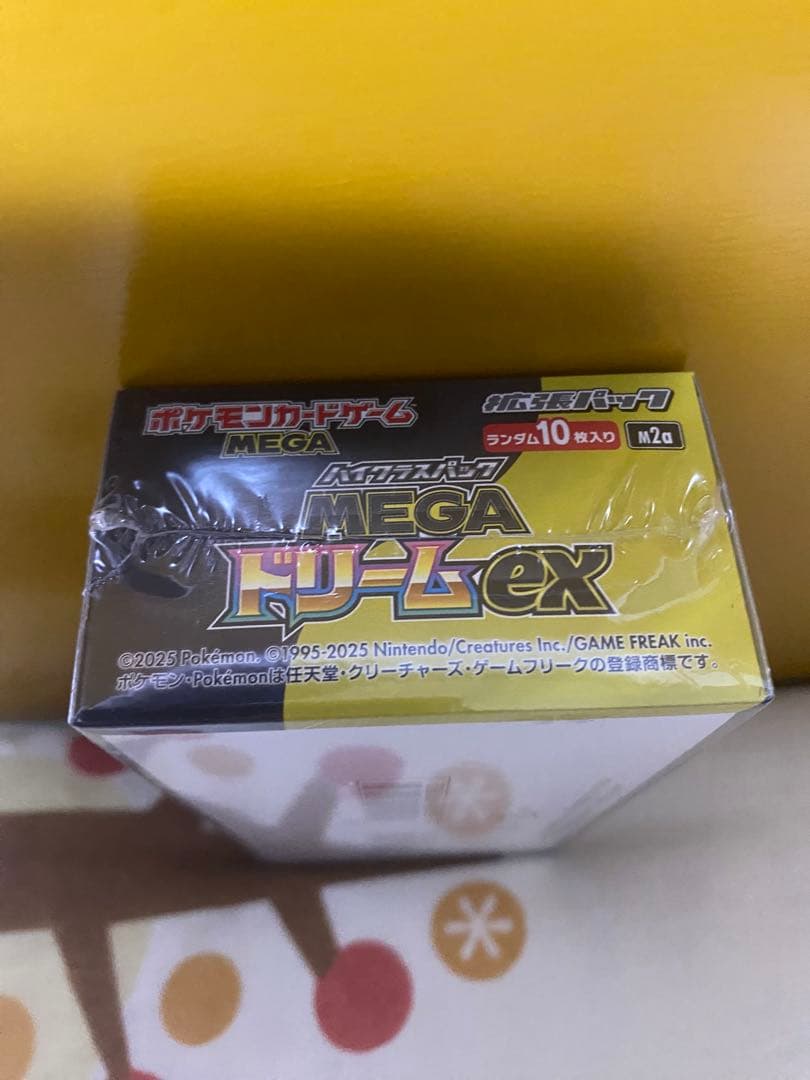 ポケモンカードゲーム
MEGA
拡張パック
ランダム10枚入り
M2a
ハイクラスパック
MEGA
ドリームex
©2025 Pokémon. ©1995-2025 Nintendo/Creatures Inc./GAME FREAK inc.
ポケモン・Pokémonは任天堂・クリーチャーズ・ゲームフリークの登録商標です。